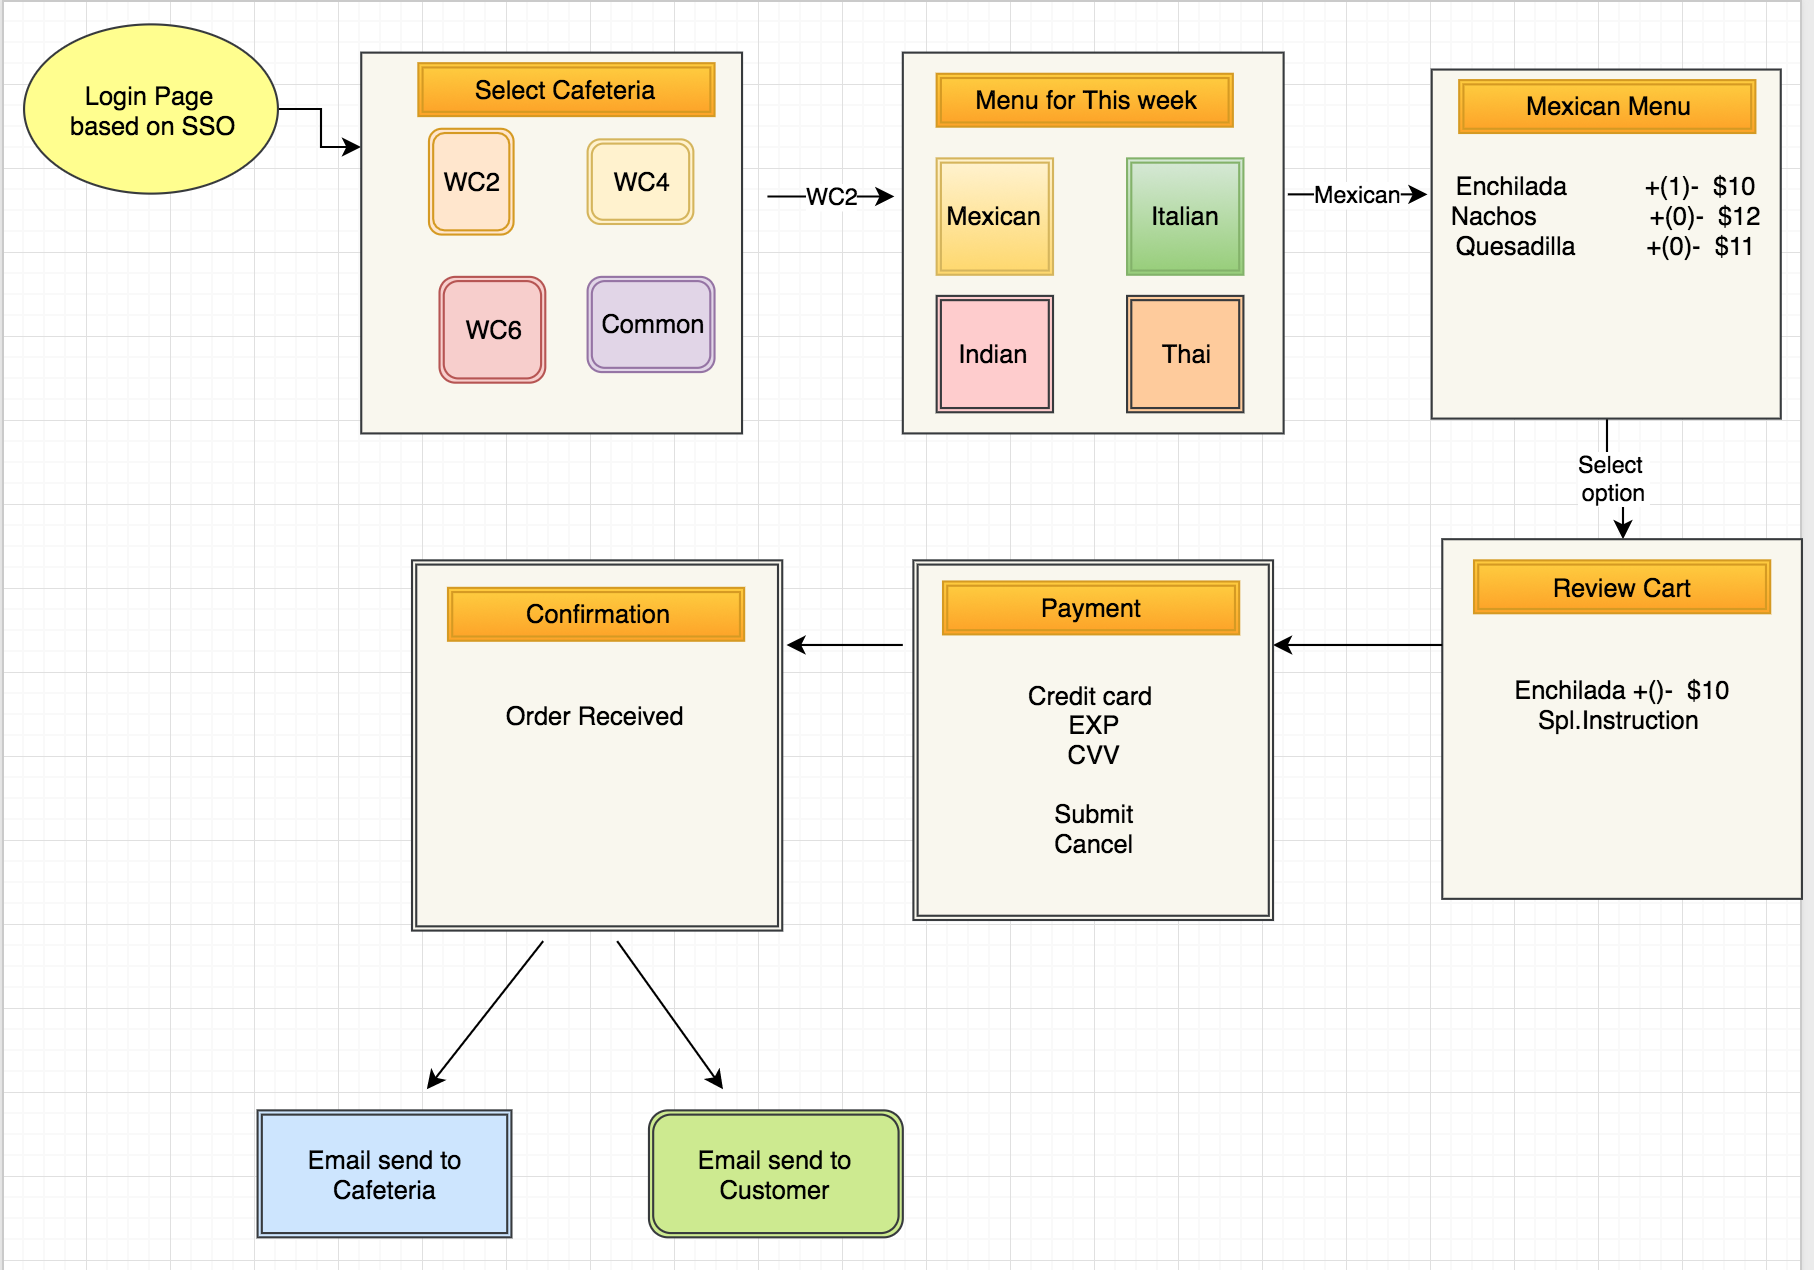 Login Page
based on SSO
Select Cafeteria
WC2
WC4
WC6
Common
WC2
Menu for This week
Mexican
Italian
Indian
Thai
Mexican
Mexican Menu
Enchilada +(1)- $10
Nachos +(0)- $12
Quesadilla +(0)- $11
Select
option
Review Cart
Enchilada +()- $10
Spl.Instruction
Payment
Credit card
EXP
CVV
Submit
Cancel
Confirmation
Order Received
Email send to
Cafeteria
Email send to
Customer